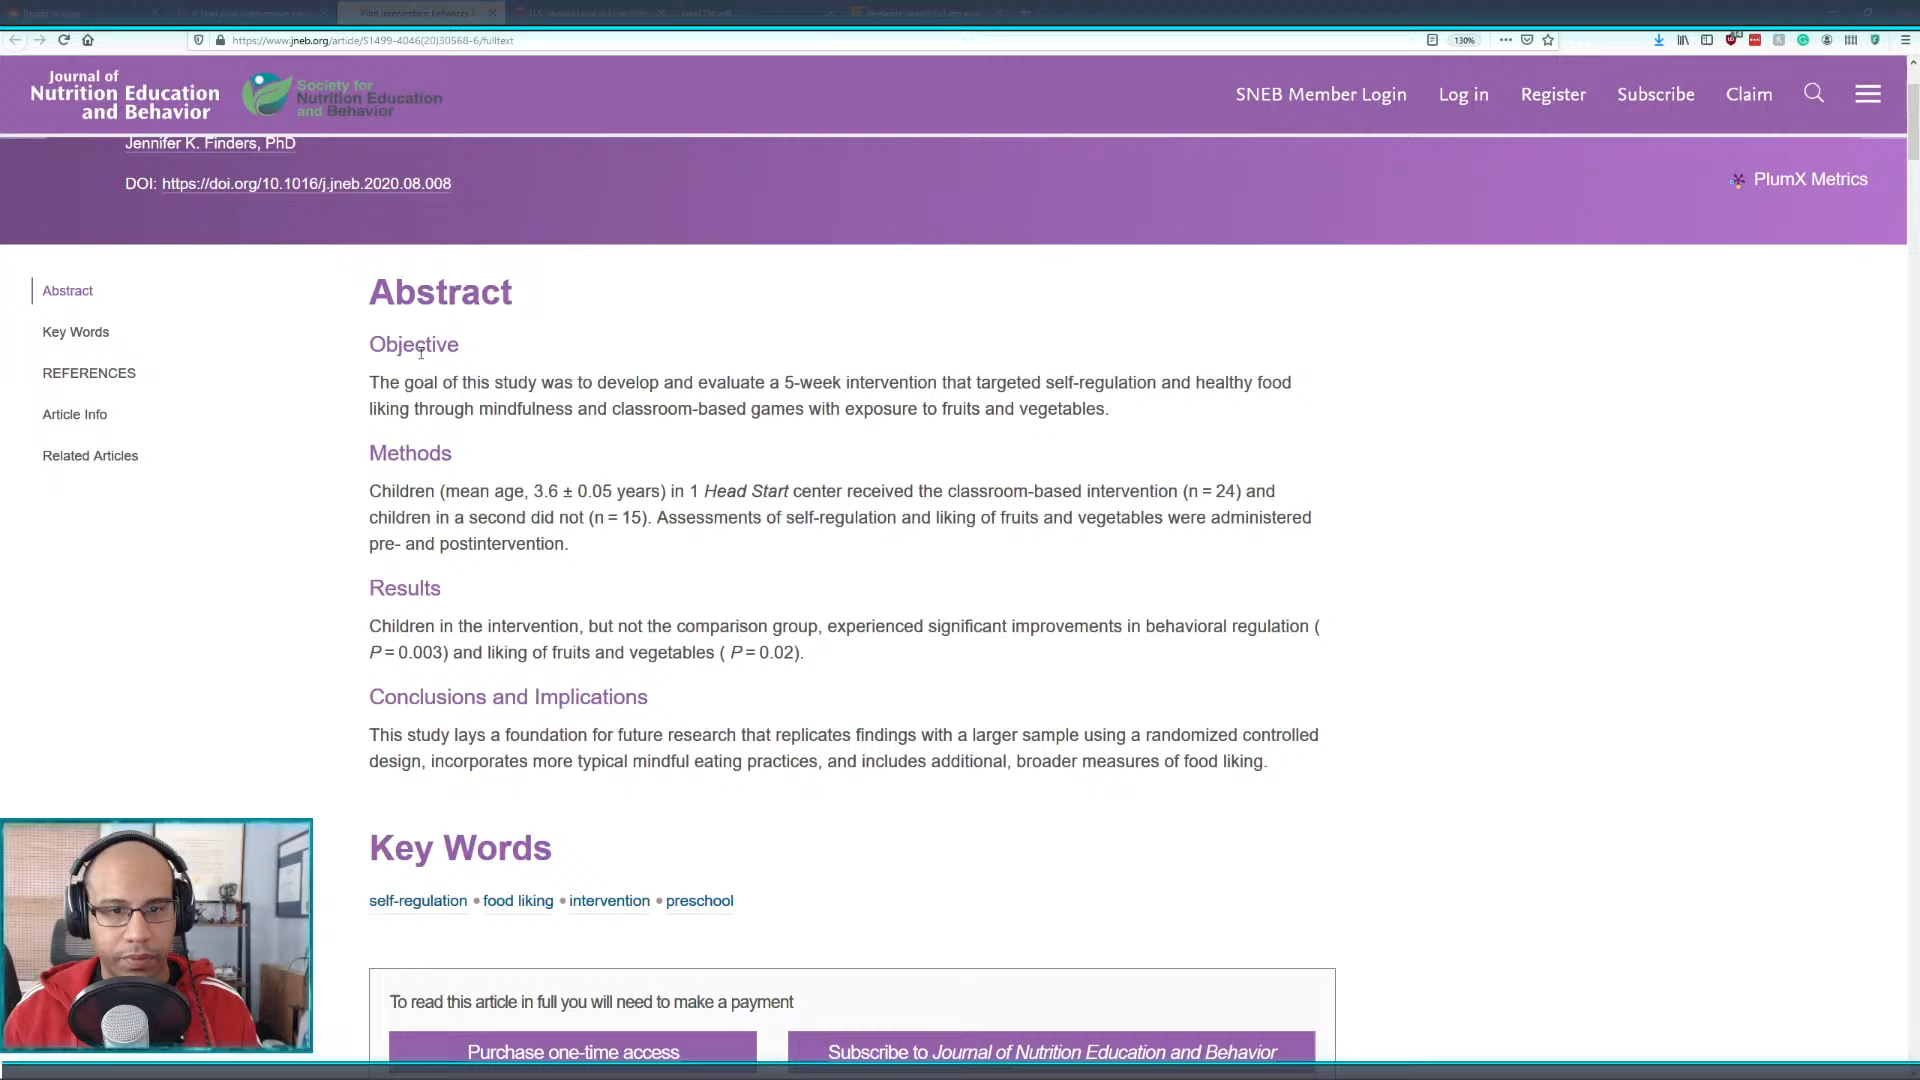 Pilot Intervention Enhances
https://www.jneb.org/article/S1499-4046(20)30568-6/fulltext
130%
Journal of
Nutrition Education
and Behavior
Society for
Nutrition Education
and Behavior
SNEB Member Login
Log in
Register
Subscribe
Claim
Jennifer K. Finders, PhD
DOI: https://doi.org/10.1016/j.jneb.2020.08.008
PlumX Metrics
Abstract
Key Words
REFERENCES
Article Info
Related Articles
Abstract
Objective
The goal of this study was to develop and evaluate a 5-week intervention that targeted self-regulation and healthy food
liking through mindfulness and classroom-based games with exposure to fruits and vegetables.
Methods
Children (mean age, 3.6 ± 0.05 years) in 1 Head Start center received the classroom-based intervention (n = 24) and
children in a second did not (n = 15). Assessments of self-regulation and liking of fruits and vegetables were administered
pre- and postintervention.
Results
Children in the intervention, but not the comparison group, experienced significant improvements in behavioral regulation (
P = 0.003) and liking of fruits and vegetables ( P = 0.02).
Conclusions and Implications
This study lays a foundation for future research that replicates findings with a larger sample using a randomized controlled
design, incorporates more typical mindful eating practices, and includes additional, broader measures of food liking.
Key Words
self-regulation • food liking • intervention • preschool
To read this article in full you will need to make a payment
Purchase one-time access
Subscribe to Journal of Nutrition Education and Behavior